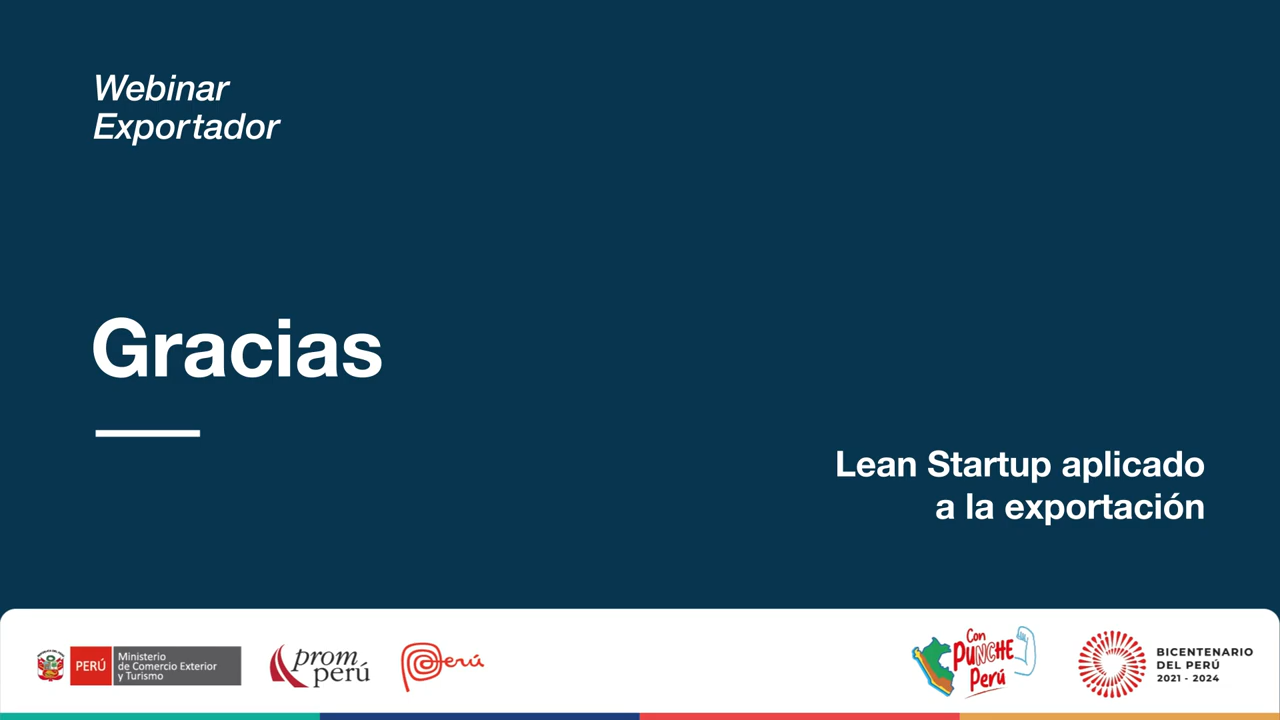 Webinar
Exportador
Gracias
Lean Startup aplicado
a la exportación
PERÚ
Ministerio
de Comercio Exterior
y Turismo
prom
perú
Perú
Con
PUNCHE
Perú
BICENTENARIO
DEL PERÚ
2021 - 2024